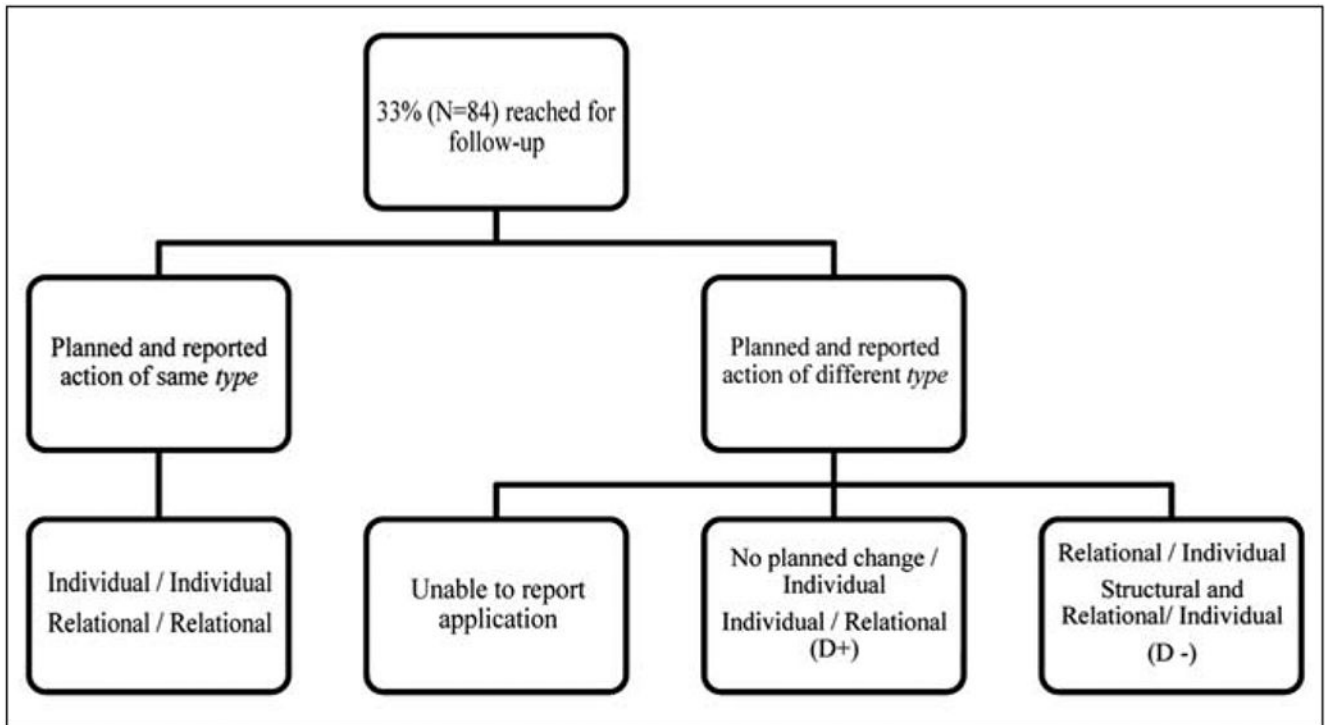 33% (N=84) reached for
follow-up
Planned and reported
action of same type
Planned and reported
action of different type
Individual / Individual
Relational / Relational
Unable to report
application
No planned change /
Individual
Individual / Relational
(D+)
Relational / Individual
Structural and
Relational/ Individual
(D -)